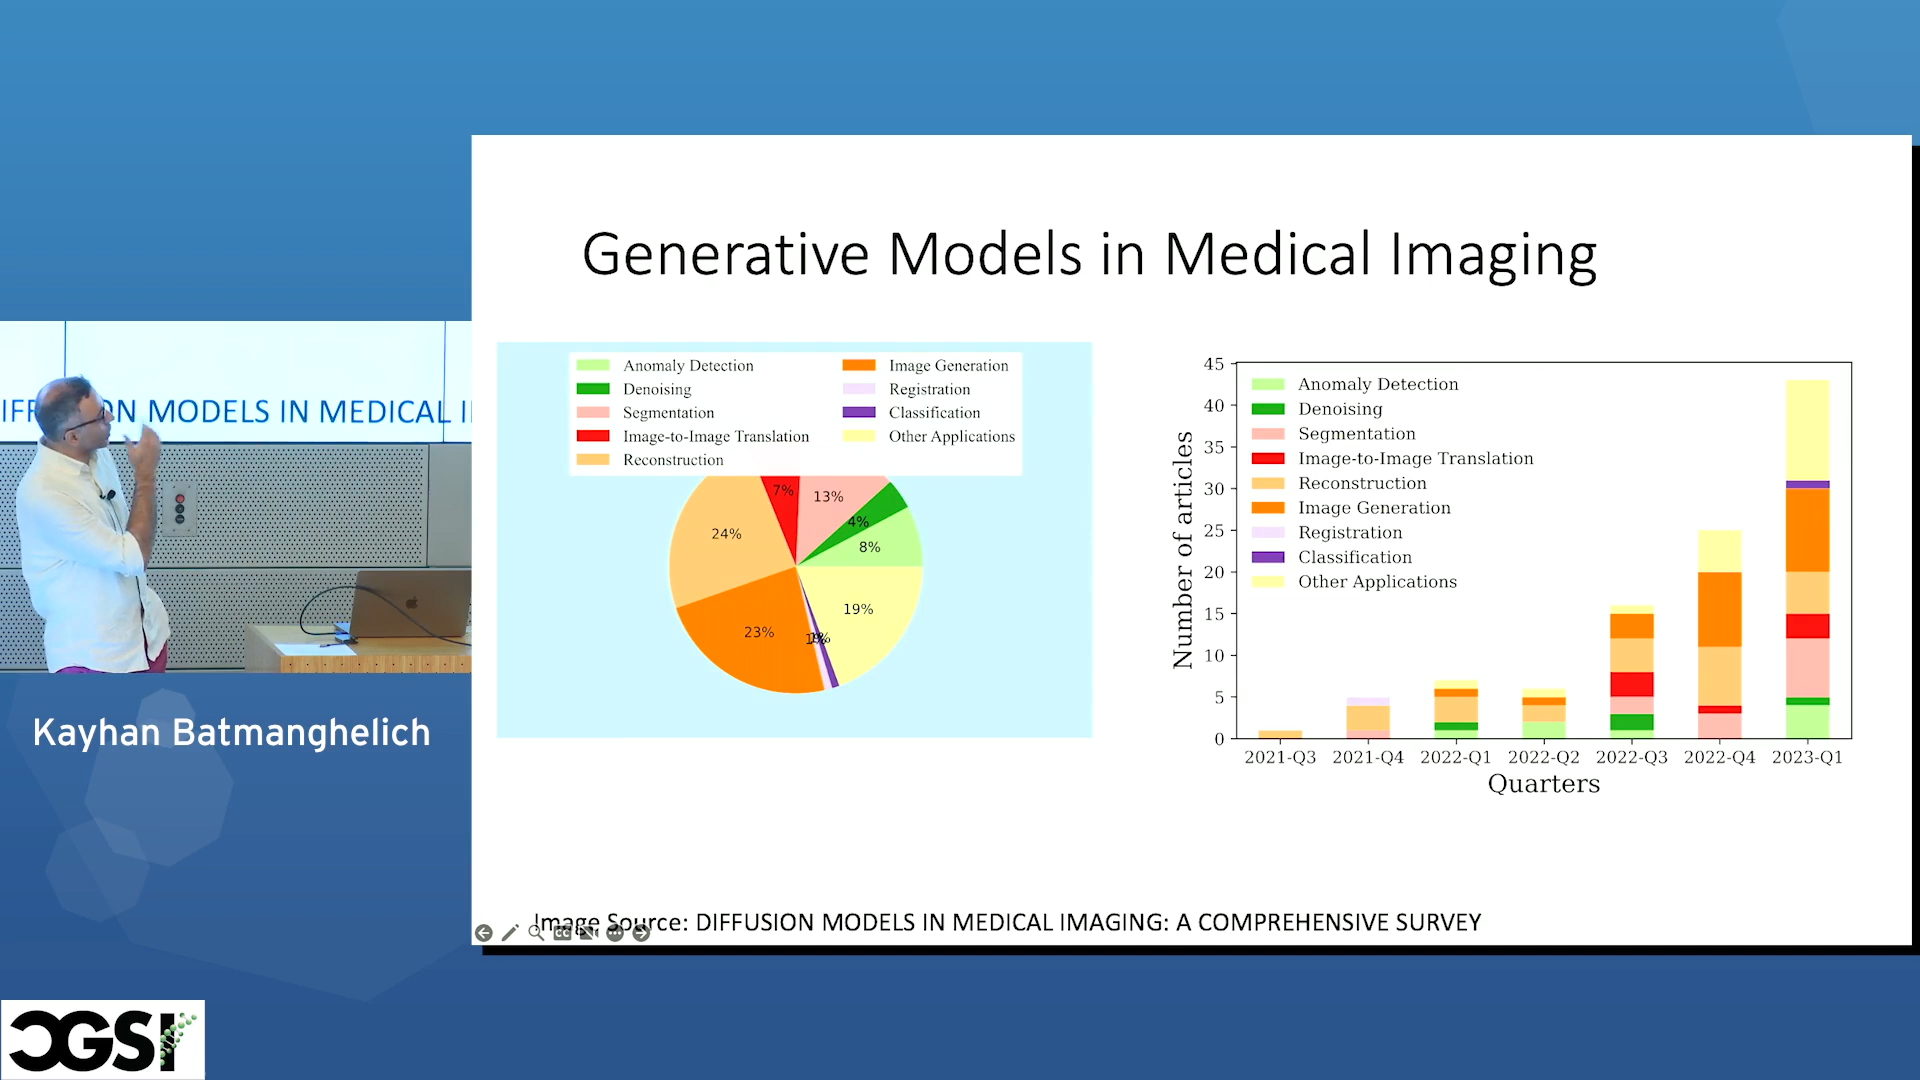 Generative Models in Medical Imaging
Anomaly Detection
Denoising
Segmentation
Image-to-Image Translation
Reconstruction
Image Generation
Registration
Classification
Other Applications
7%
13%
4%
8%
24%
23%
19%
1%
Number of articles
45
40
35
30
25
20
15
10
5
0
Anomaly Detection
Denoising
Segmentation
Image-to-Image Translation
Reconstruction
Image Generation
Registration
Classification
Other Applications
2021-Q3 2021-Q4 2022-Q1 2022-Q2 2022-Q3 2022-Q4 2023-Q1
Quarters
Image Source: DIFFUSION MODELS IN MEDICAL IMAGING: A COMPREHENSIVE SURVEY
CC
MODELS IN MEDICAL
Kayhan Batmanghelich
CGSI